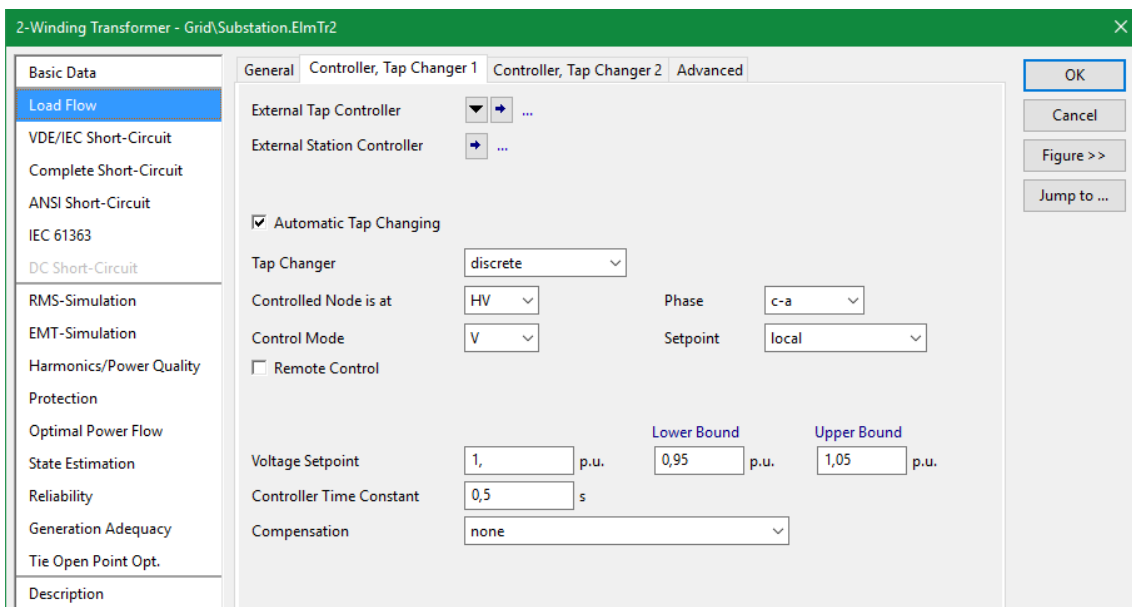 2-Winding Transformer - Grid\Substation.ElmTr2
Basic Data
Load Flow
VDE/IEC Short-Circuit
Complete Short-Circuit
ANSI Short-Circuit
IEC 61363
DC Short-Circuit
RMS-Simulation
EMT-Simulation
Harmonics/Power Quality
Protection
Optimal Power Flow
State Estimation
Reliability
Generation Adequacy
Tie Open Point Opt.
Description
General Controller, Tap Changer 1 Controller, Tap Changer 2 Advanced
External Tap Controller ...
External Station Controller ...
Automatic Tap Changing
Tap Changer discrete
Controlled Node is at HV Phase c-a
Control Mode V Setpoint local
Remote Control
Lower Bound Upper Bound
Voltage Setpoint 1, p.u. 0,95 p.u. 1,05 p.u.
Controller Time Constant 0,5 s
Compensation none
OK
Cancel
Figure >>
Jump to ...